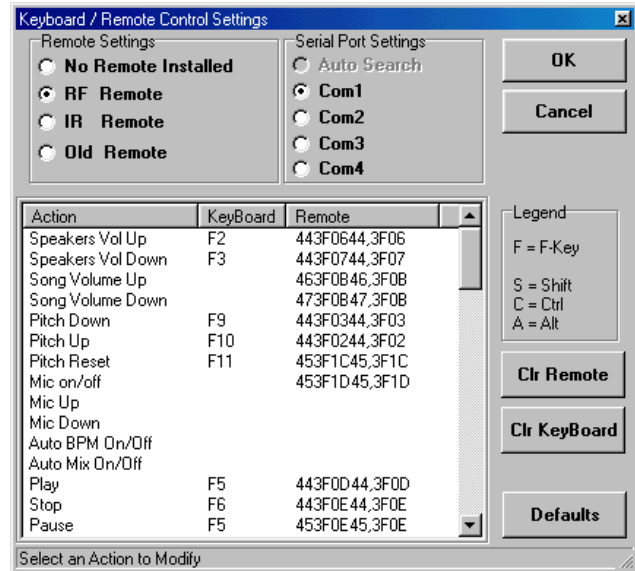 Keyboard / Remote Control Settings
Remote Settings
No Remote Installed
RF Remote
IR Remote
Old Remote
Serial Port Settings
Auto Search
Com1
Com2
Com3
Com4
OK
Cancel
Action KeyBoard Remote
Speakers Vol Up F2 443F0644,3F06
Speakers Vol Down F3 443F0744,3F07
Song Volume Up 463F0B46,3F0B
Song Volume Down 473F0B47,3F0B
Pitch Down F9 443F0344,3F03
Pitch Up F10 443F0244,3F02
Pitch Reset F11 453F1C45,3F1C
Mic on/off 453F1D45,3F1D
Mic Up
Mic Down
Auto BPM On/Off
Auto Mix On/Off
Play F5 443F0D44,3F0D
Stop F6 443F0E44,3F0E
Pause F5 453F0E45,3F0E
Legend
F = F-Key
S = Shift
C = Ctrl
A = Alt
Clr Remote
Clr KeyBoard
Defaults
Select an Action to Modify